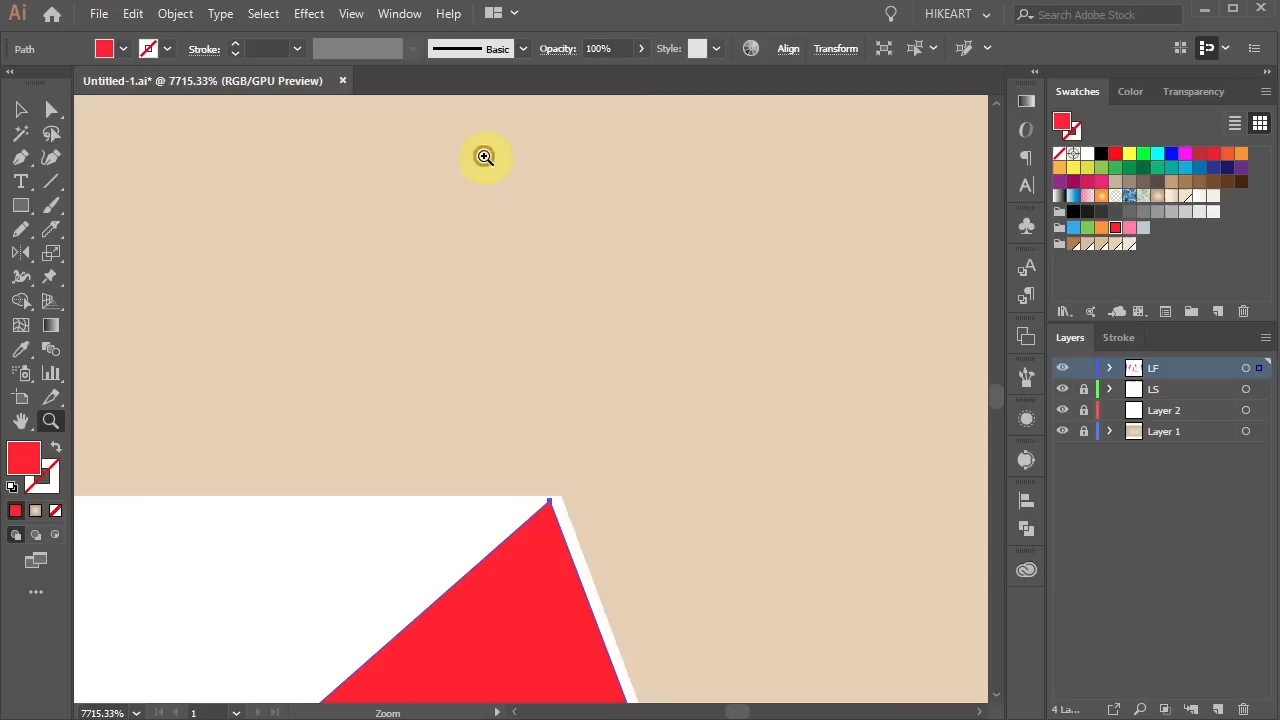 Ai File Edit Object Type Select Effect View Window Help HIKEART Search Adobe Stock
Path Stroke: Basic Opacity: 100% Style: Align Transform
Untitled-1.ai* @ 7715.33% (RGB/GPU Preview)
Swatches Color Transparency
Layers Stroke
LF
LS
Layer 2
Layer 1
7715.33% 1 Zoom 4 La...